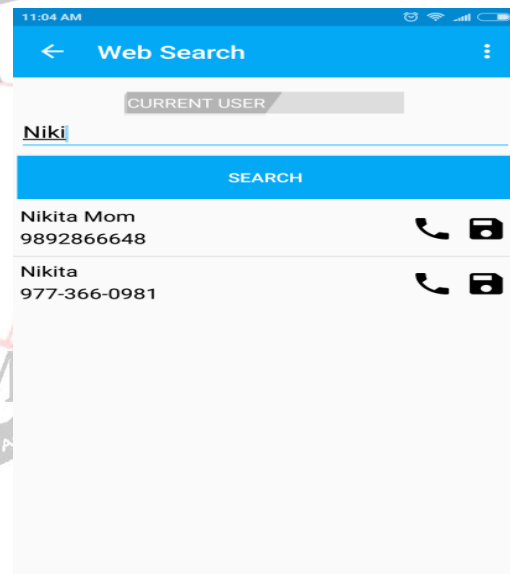 11:04 AM
Web Search
CURRENT USER
Niki
SEARCH
Nikita Mom
9892866648
Nikita
977-366-0981